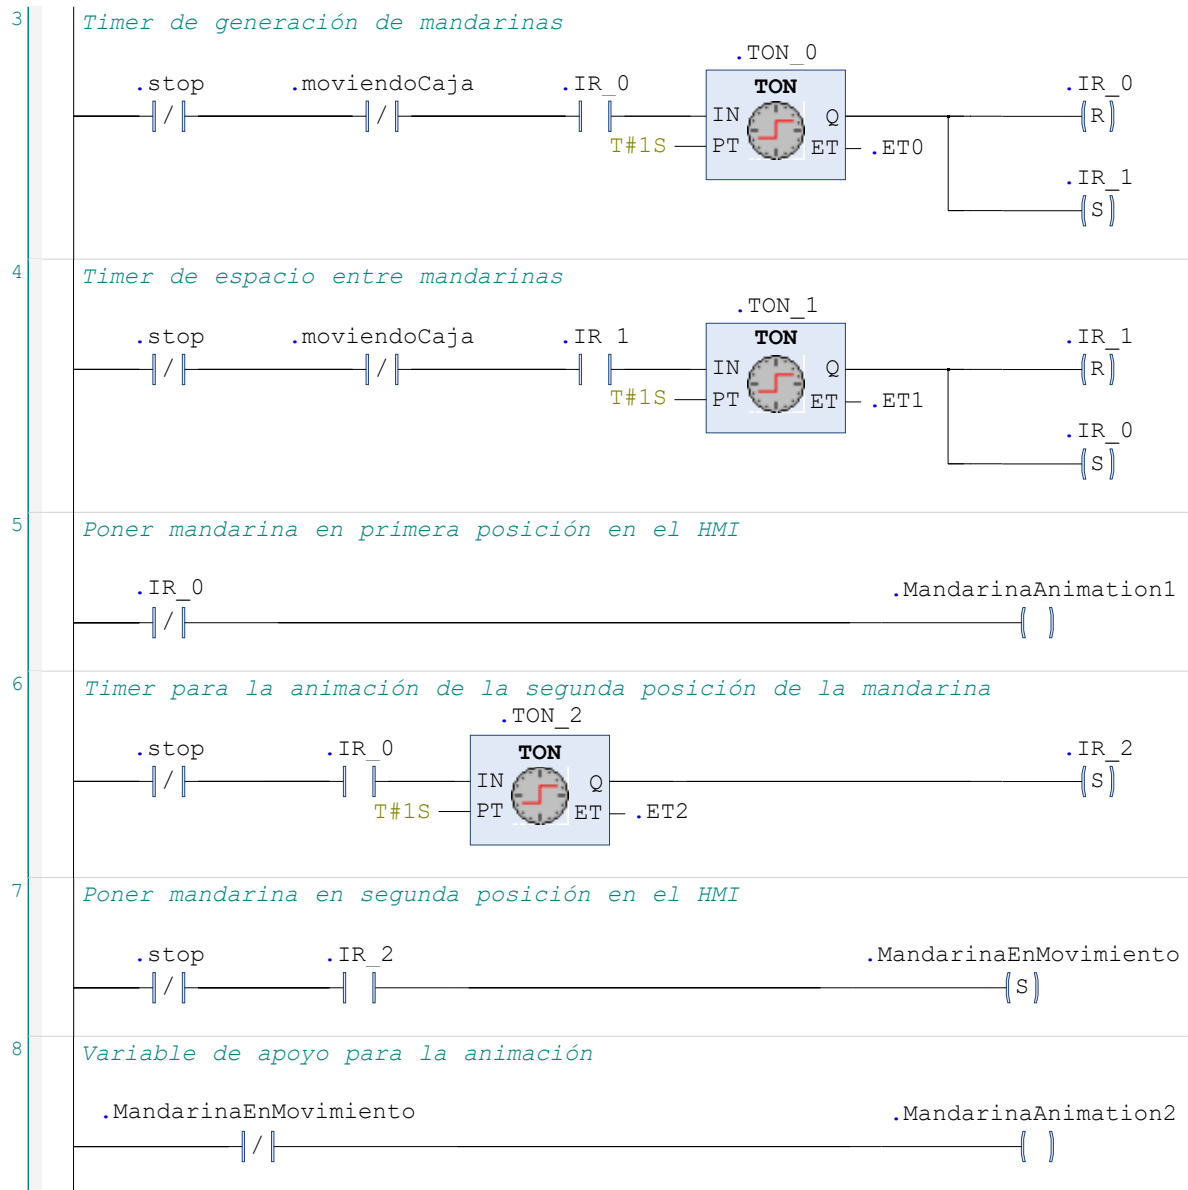 3 Timer de generación de mandarinas
.TON_0
.stop .moviendoCaja .IR_0 TON .IR_0
/ / IN Q R
T#1S PT ET .ET0
.IR_1
S
4 Timer de espacio entre mandarinas
.TON_1
.stop .moviendoCaja .IR 1 TON .IR_1
/ / IN Q R
T#1S PT ET .ET1
.IR_0
S
5 Poner mandarina en primera posición en el HMI
.IR_0 .MandarinaAnimation1
/
6 Timer para la animación de la segunda posición de la mandarina
.TON_2
.stop .IR_0 TON .IR_2
/ IN Q S
T#1S PT ET .ET2
7 Poner mandarina en segunda posición en el HMI
.stop .IR_2 .MandarinaEnMovimiento
/ S
8 Variable de apoyo para la animación
.MandarinaEnMovimiento .MandarinaAnimation2
/